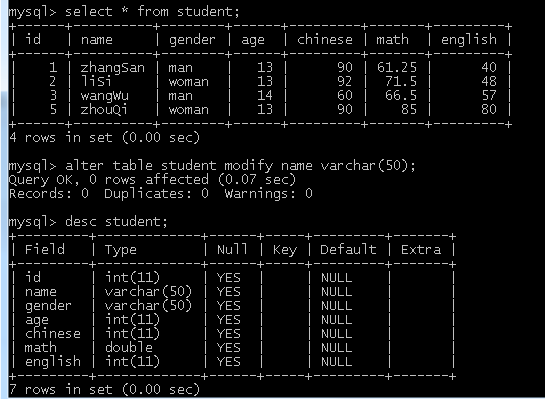 mysql> select * from student;
+------+-----------+--------+------+---------+-------+---------+
| id | name | gender | age | chinese | math | english |
+------+-----------+--------+------+---------+-------+---------+
| 1 | zhangSan | man | 13 | 90 | 61.25 | 40 |
| 2 | liSi | woman | 13 | 92 | 71.5 | 48 |
| 3 | wangWu | man | 14 | 60 | 66.5 | 57 |
| 5 | zhouQi | woman | 13 | 90 | 85 | 80 |
+------+-----------+--------+------+---------+-------+---------+
4 rows in set (0.00 sec)
mysql> alter table student modify name varchar(50);
Query OK, 0 rows affected (0.07 sec)
Records: 0 Duplicates: 0 Warnings: 0
mysql> desc student;
+---------+-------------+------+-----+---------+-------+
| Field | Type | Null | Key | Default | Extra |
+---------+-------------+------+-----+---------+-------+
| id | int(11) | YES | | NULL | |
| name | varchar(50) | YES | | NULL | |
| gender | varchar(50) | YES | | NULL | |
| age | int(11) | YES | | NULL | |
| chinese | int(11) | YES | | NULL | |
| math | double | YES | | NULL | |
| english | int(11) | YES | | NULL | |
+---------+-------------+------+-----+---------+-------+
7 rows in set (0.00 sec)